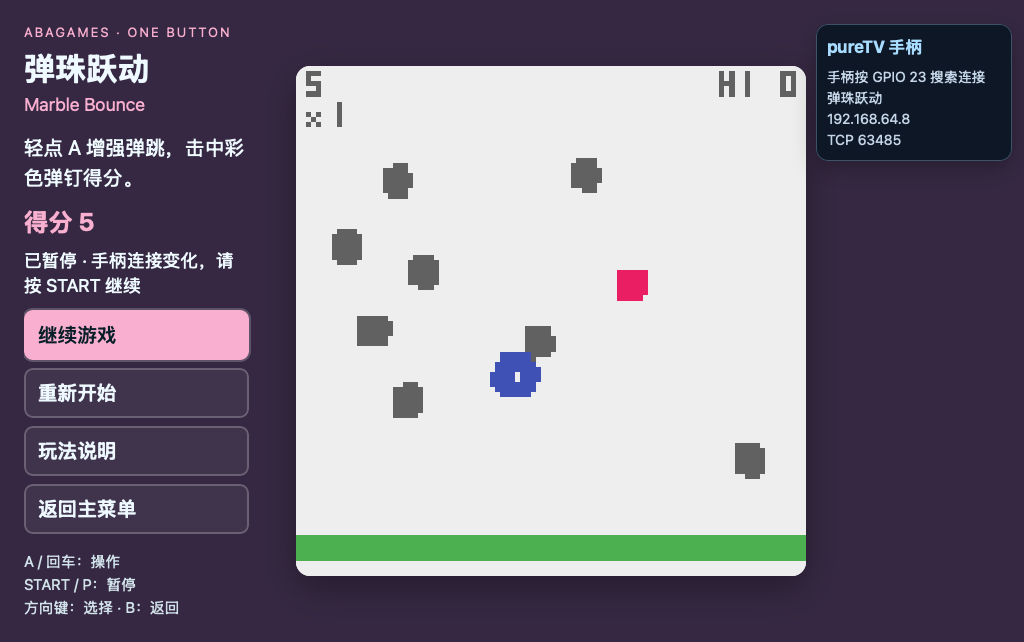 ABAGAMES · ONE BUTTON
弹珠跃动
Marble Bounce
轻点 A 增强弹跳，击中彩
色弹钉得分。
得分 5
已暂停 · 手柄连接变化，请
按 START 继续
继续游戏
重新开始
玩法说明
返回主菜单
A / 回车：操作
START / P：暂停
方向键：选择 · B：返回
5
HI 0
x1
pureTV 手柄
手柄按 GPIO 23 搜索连接
弹珠跃动
192.168.64.8
TCP 63485